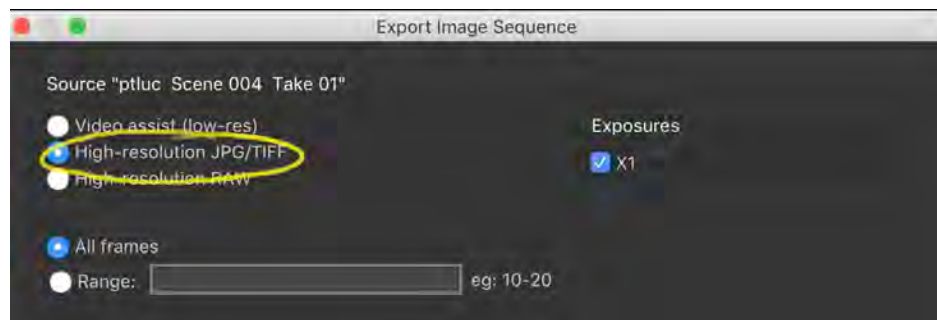 Export Image Sequence
Source "ptluc Scene 004 Take 01"
Video assist (low-res)
High-resolution JPG/TIFF
High-resolution RAW
Exposures
X1
All frames
Range:
eg: 10-20